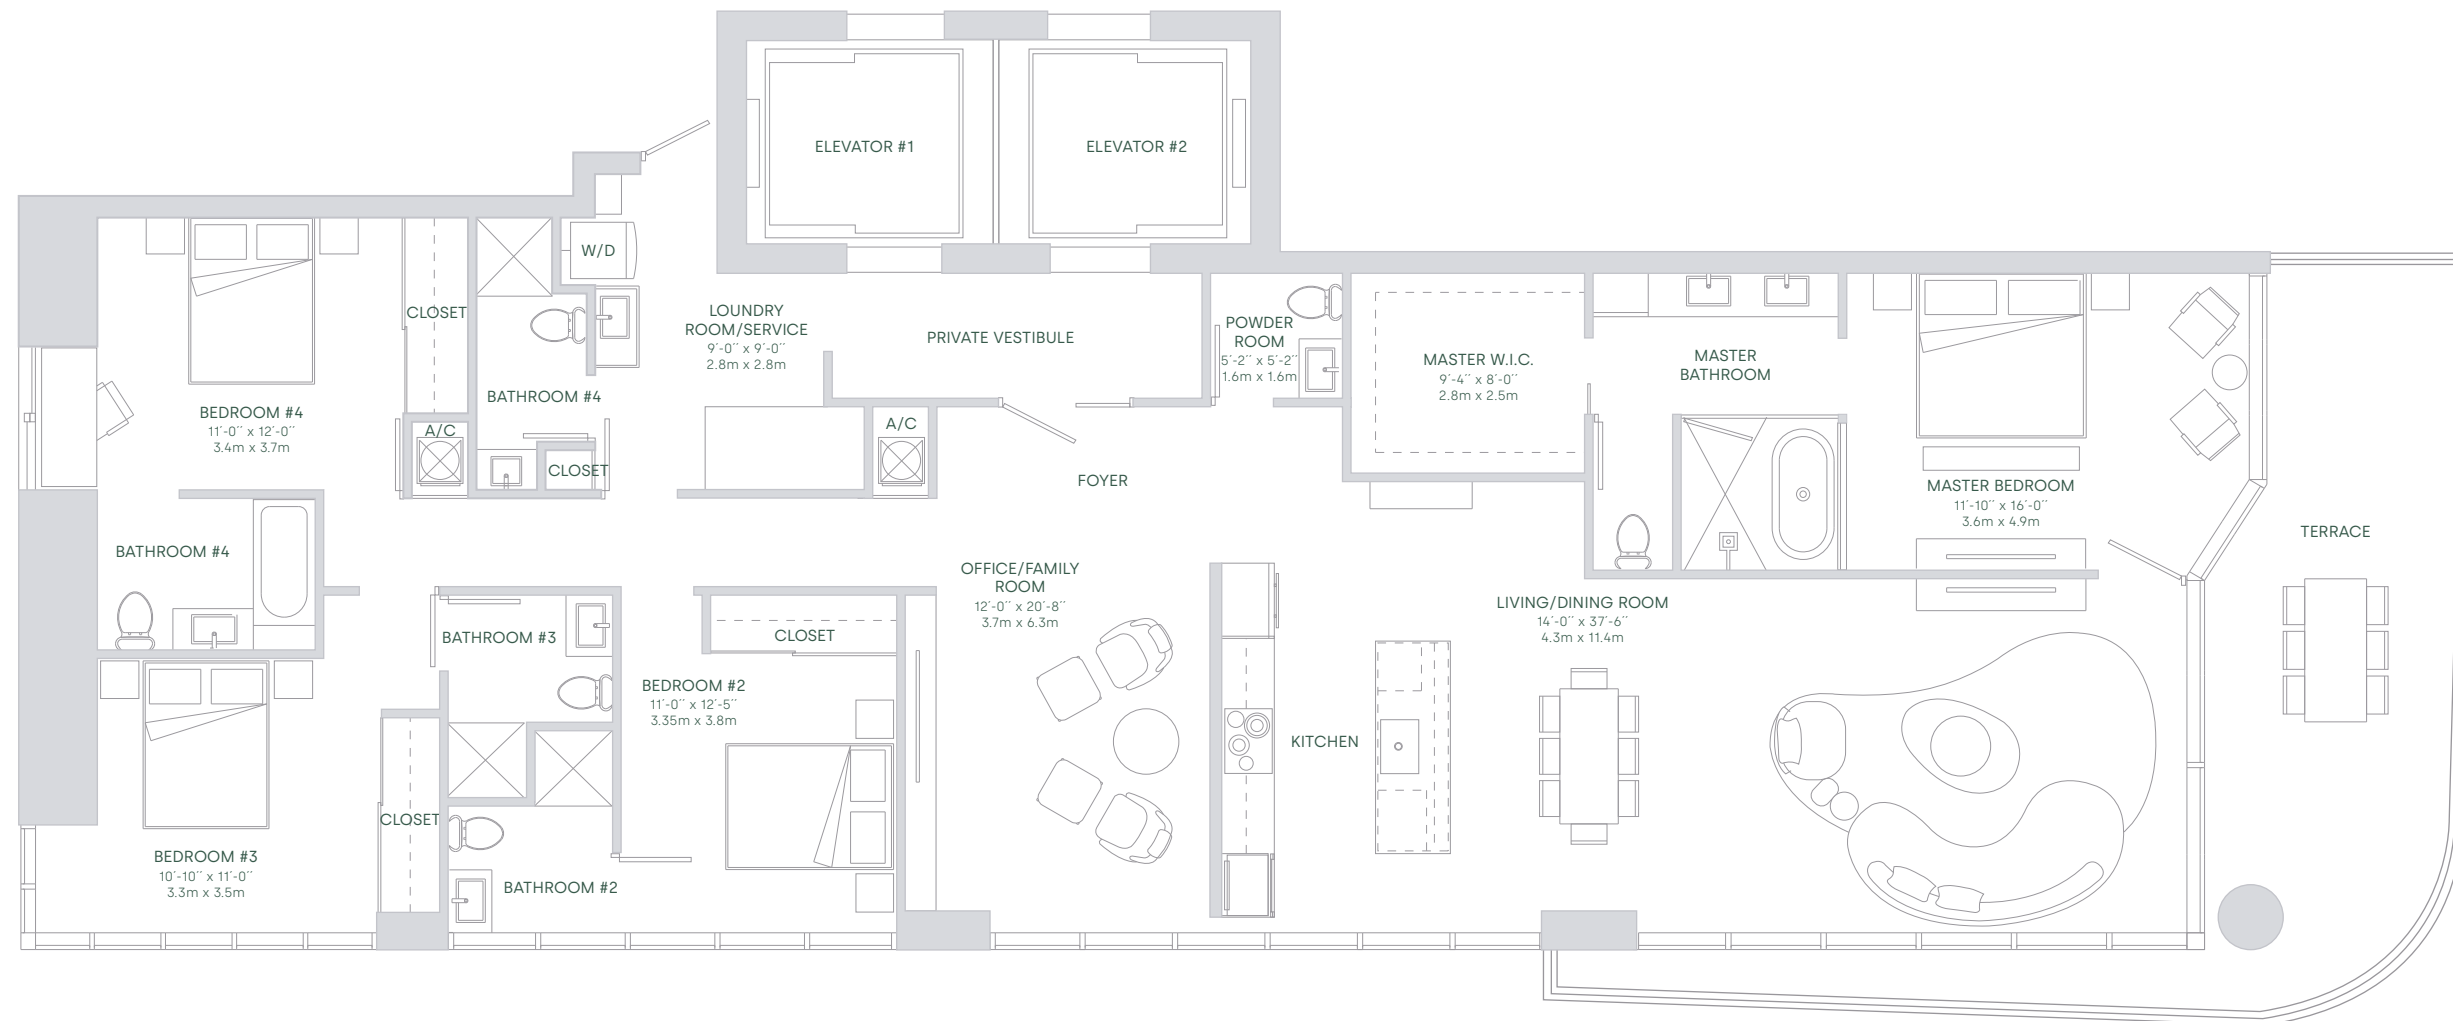 ELEVATOR #1
ELEVATOR #2
W/D
CLOSET
LOUNDRY
ROOM/SERVICE
9´-0´´ x 9´-0´´
2.8m x 2.8m
PRIVATE VESTIBULE
POWDER
ROOM
5´-2´´ x 5´-2´´
1.6m x 1.6m
MASTER W.I.C.
9´-4´´ x 8´-0´´
2.8m x 2.5m
MASTER
BATHROOM
BATHROOM #4
BEDROOM #4
11´-0´´ x 12´-0´´
3.4m x 3.7m
A/C
A/C
CLOSET
FOYER
MASTER BEDROOM
11´-10´´ x 16´-0´´
3.6m x 4.9m
TERRACE
BATHROOM #4
OFFICE/FAMILY
ROOM
12´-0´´ x 20´-8´´
3.7m x 6.3m
LIVING/DINING ROOM
14´-0´´ x 37´-6´´
4.3m x 11.4m
BATHROOM #3
CLOSET
BEDROOM #2
11´-0´´ x 12´-5´´
3.35m x 3.8m
KITCHEN
CLOSET
BEDROOM #3
10´-10´´ x 11´-0´´
3.3m x 3.5m
BATHROOM #2